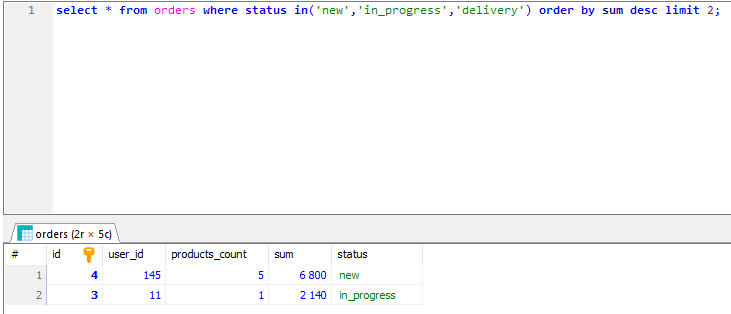 1 select * from orders where status in('new','in_progress','delivery') order by sum desc limit 2;
orders (2r × 5c)
# id user_id products_count sum status
1 4 145 5 6 800 new
2 3 11 1 2 140 in_progress